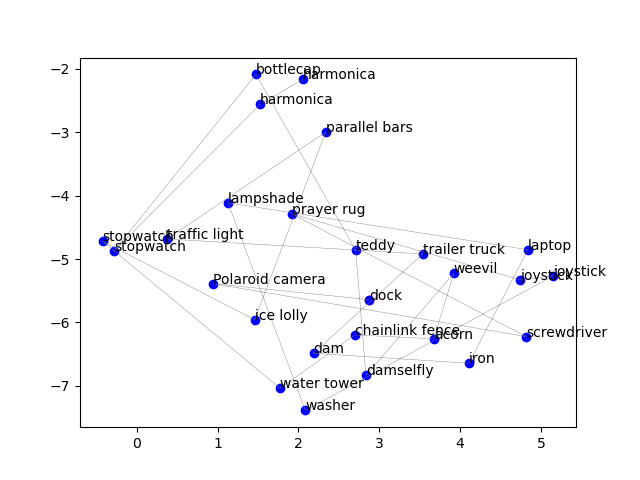 −2
−3
−4
−5
−6
−7
0
1
2
3
4
5
bottlecap
harmonica
harmonica
parallel bars
lampshade
prayer rug
stopwatch
traffic light
stopwatch
teddy
trailer truck
laptop
weevil
joystick
joystick
Polaroid camera
dock
ice lolly
chainlink fence
acorn
screwdriver
dam
iron
damselfly
water tower
washer